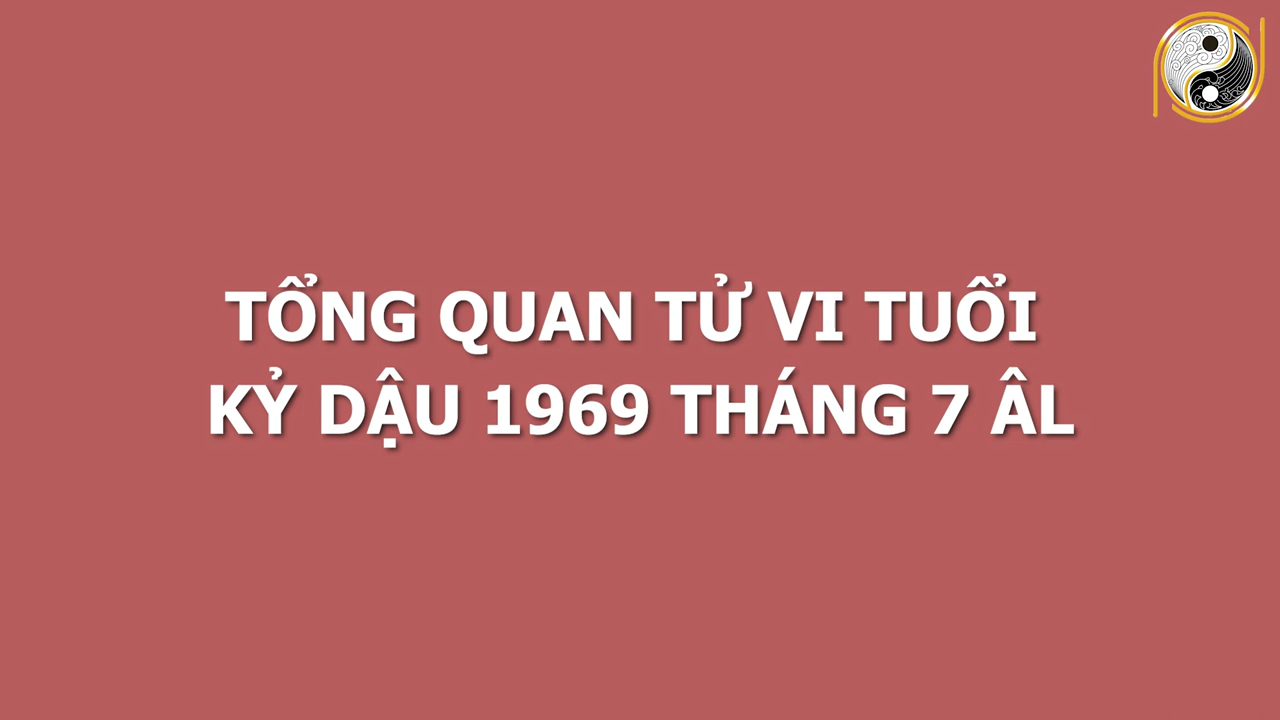 TỔNG QUAN TỬ VI TUỔI
KỶ DẬU 1969 THÁNG 7 ÂL